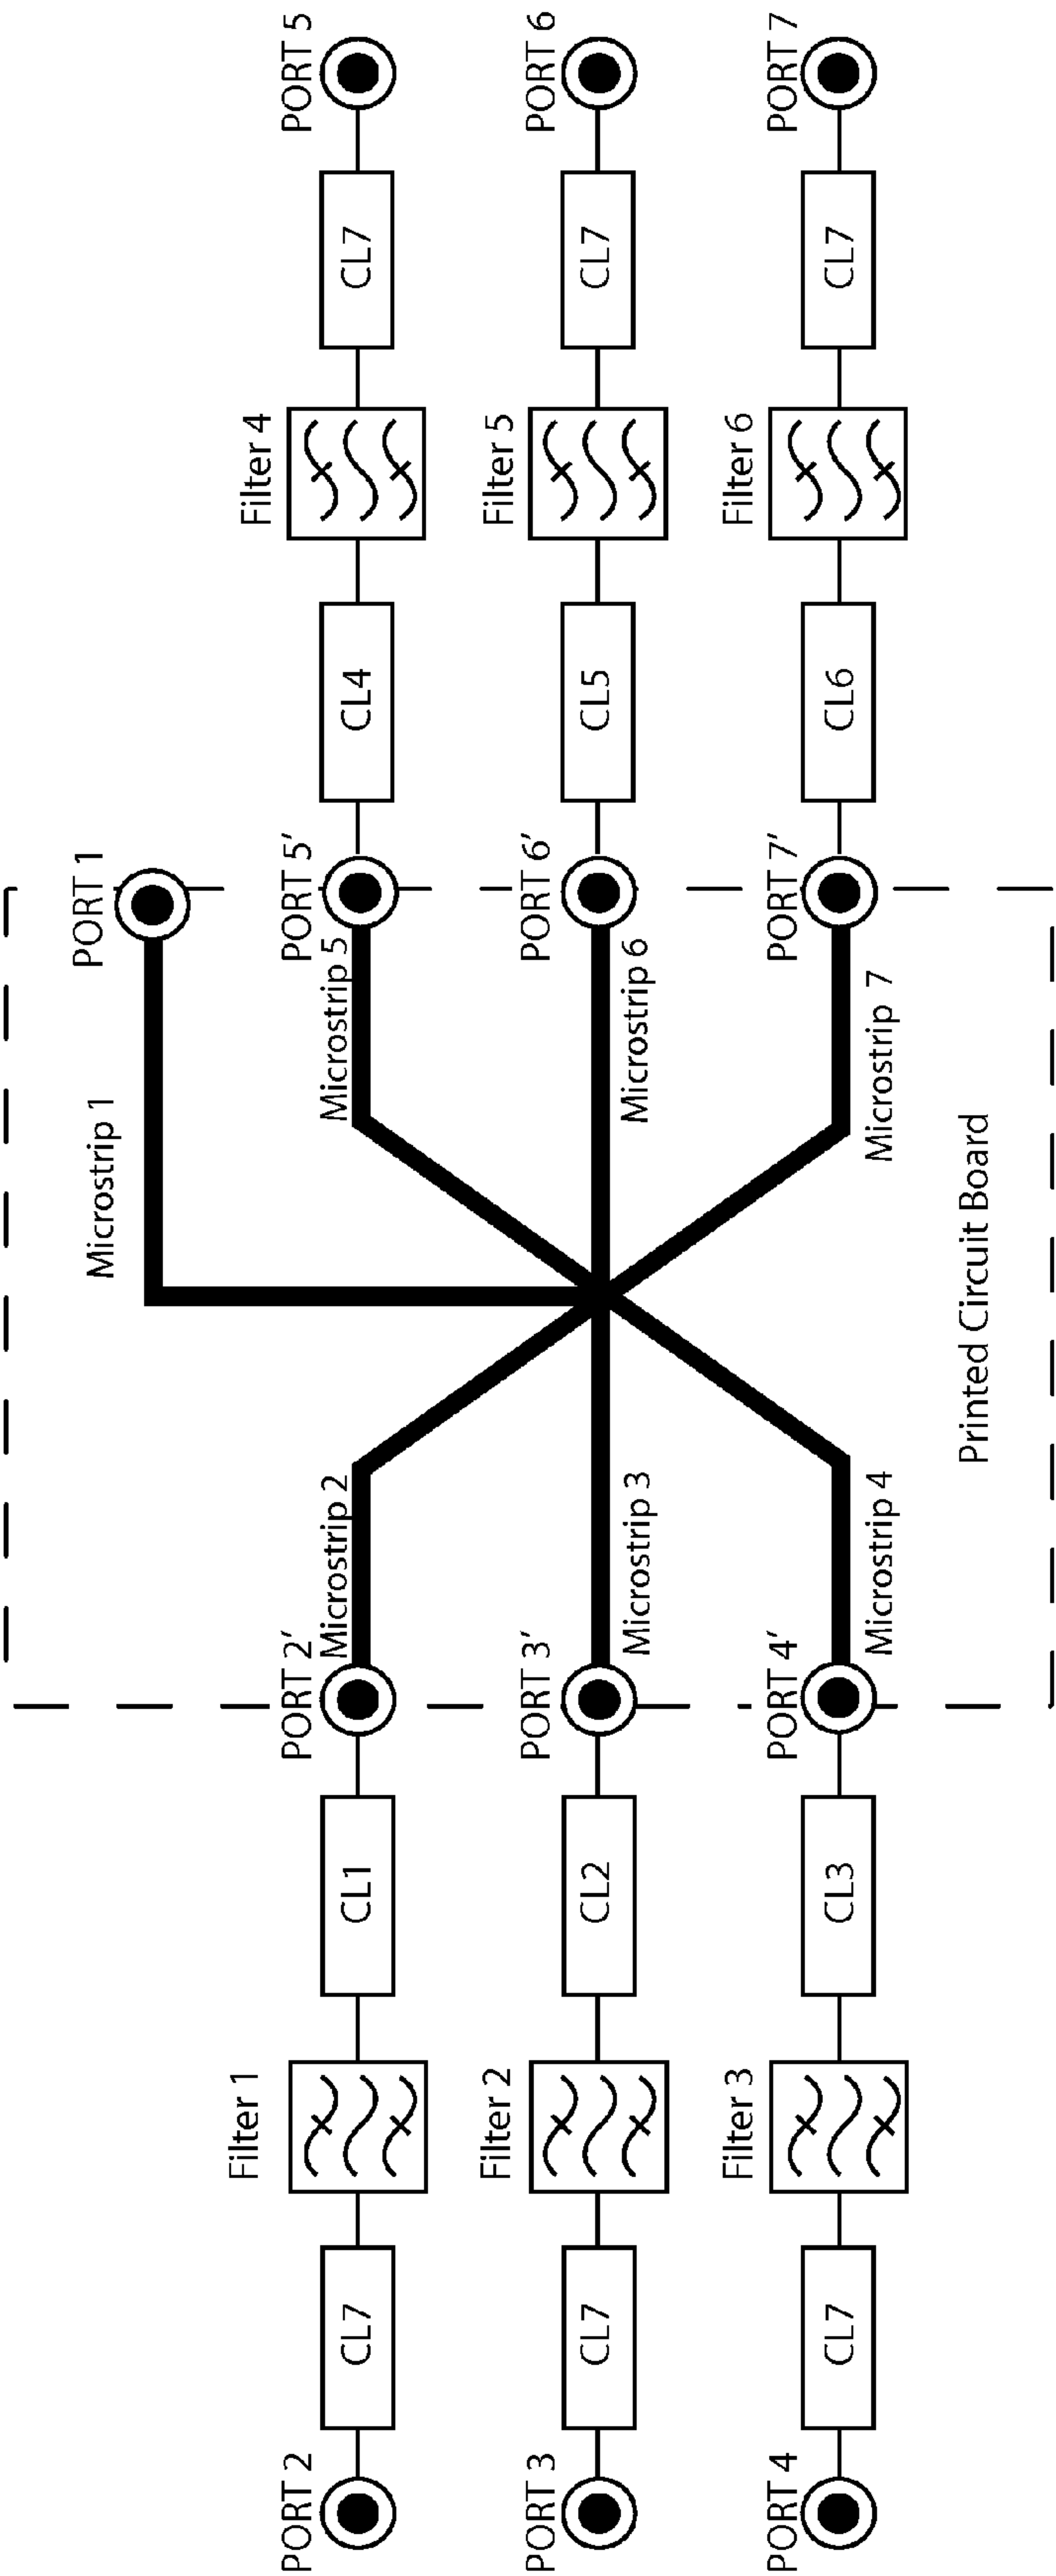 PORT 1
Microstrip 1
PORT 2
CL7
Filter 1
CL1
PORT 2′
Microstrip 2
Microstrip 5
PORT 5′
CL4
Filter 4
CL7
PORT 5
PORT 3
CL7
Filter 2
CL2
PORT 3′
Microstrip 3
Microstrip 6
PORT 6′
CL5
Filter 5
CL7
PORT 6
PORT 4
CL7
Filter 3
CL3
PORT 4′
Microstrip 4
Microstrip 7
PORT 7′
CL6
Filter 6
CL7
PORT 7
Printed Circuit Board